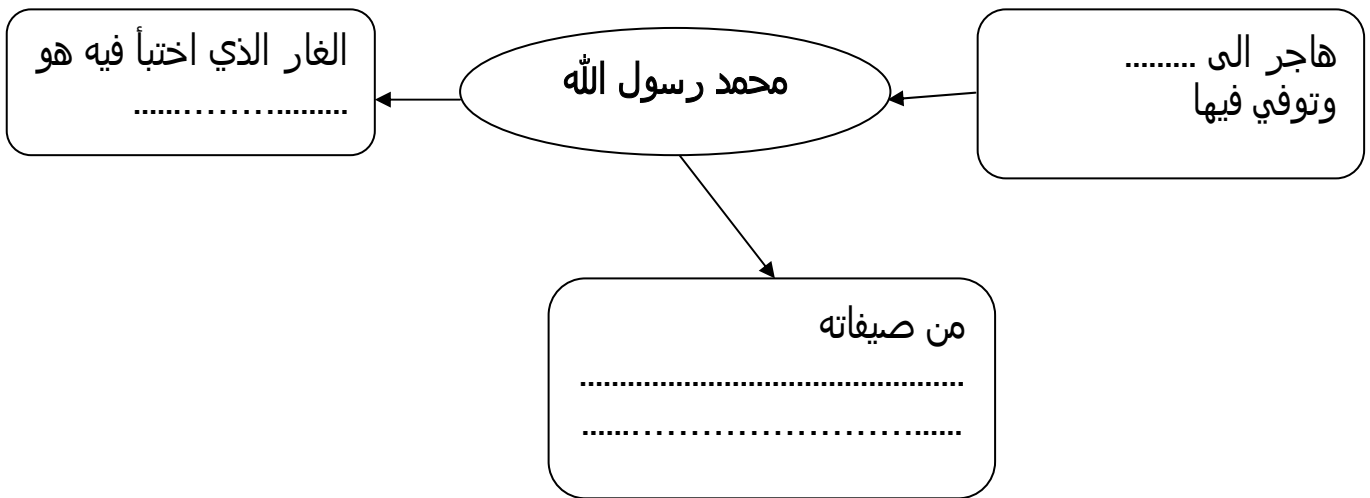 هاجر الى .........
وتوفي فيها
محمد رسول الله
الغار الذي اختبأ فيه هو
......................
من صيفاته
................................................
......................................